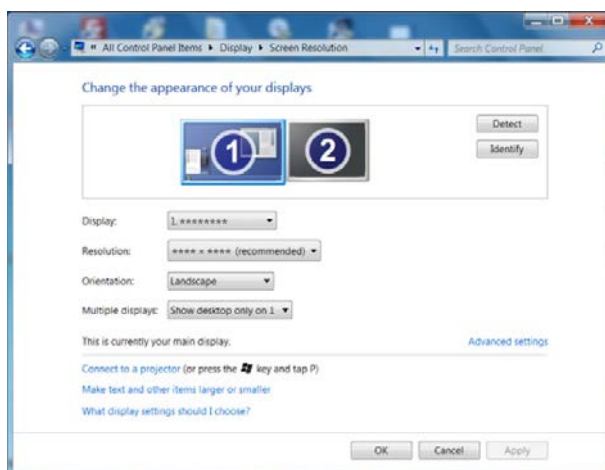 « All Control Panel Items ▸ Display ▸ Screen Resolution
Search Control Panel
Change the appearance of your displays
1
2
Detect
Identify
Display: 1. ********
Resolution: **** × **** (recommended)
Orientation: Landscape
Multiple displays: Show desktop only on 1
This is currently your main display.
Advanced settings
Connect to a projector (or press the key and tap P)
Make text and other items larger or smaller
What display settings should I choose?
OK
Cancel
Apply